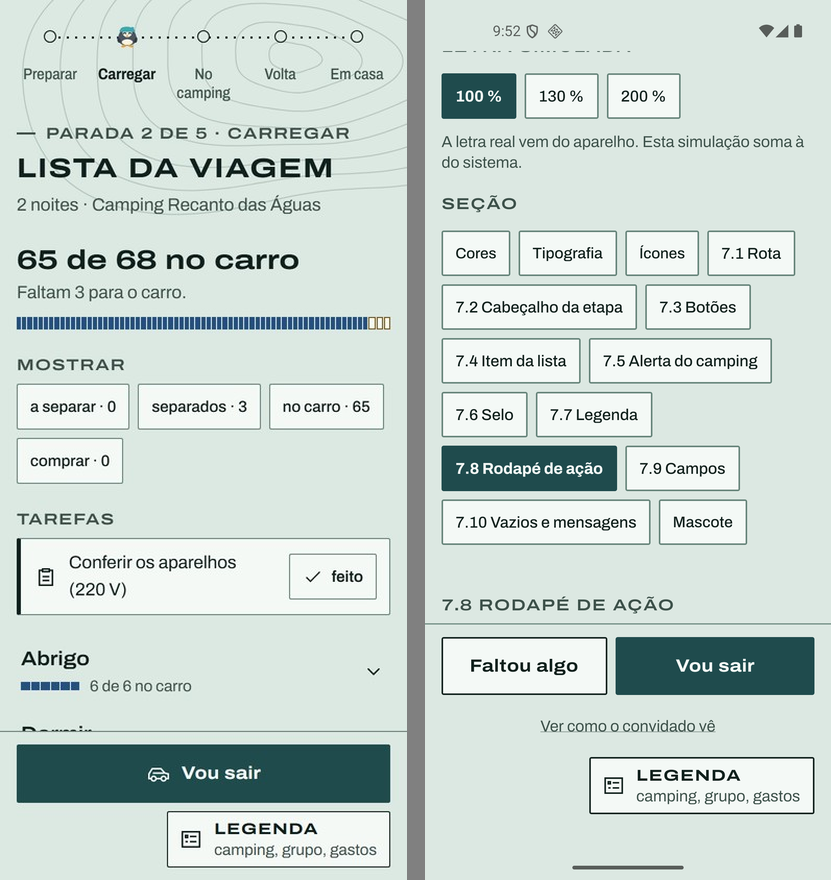 Preparar
Carregar
No camping
Volta
Em casa
— PARADA 2 DE 5 · CARREGAR
LISTA DA VIAGEM
2 noites · Camping Recanto das Águas
65 de 68 no carro
Faltam 3 para o carro.
MOSTRAR
a separar · 0
separados · 3
no carro · 65
comprar · 0
TAREFAS
Conferir os aparelhos
(220 V)
feito
Abrigo
6 de 6 no carro
Dormir
Vou sair
LEGENDA
camping, grupo, gastos
9:52
100 %
130 %
200 %
A letra real vem do aparelho. Esta simulação soma à
do sistema.
SEÇÃO
Cores
Tipografia
Ícones
7.1 Rota
7.2 Cabeçalho da etapa
7.3 Botões
7.4 Item da lista
7.5 Alerta do camping
7.6 Selo
7.7 Legenda
7.8 Rodapé de ação
7.9 Campos
7.10 Vazios e mensagens
Mascote
7.8 RODAPÉ DE AÇÃO
Faltou algo
Vou sair
Ver como o convidado vê
LEGENDA
camping, grupo, gastos